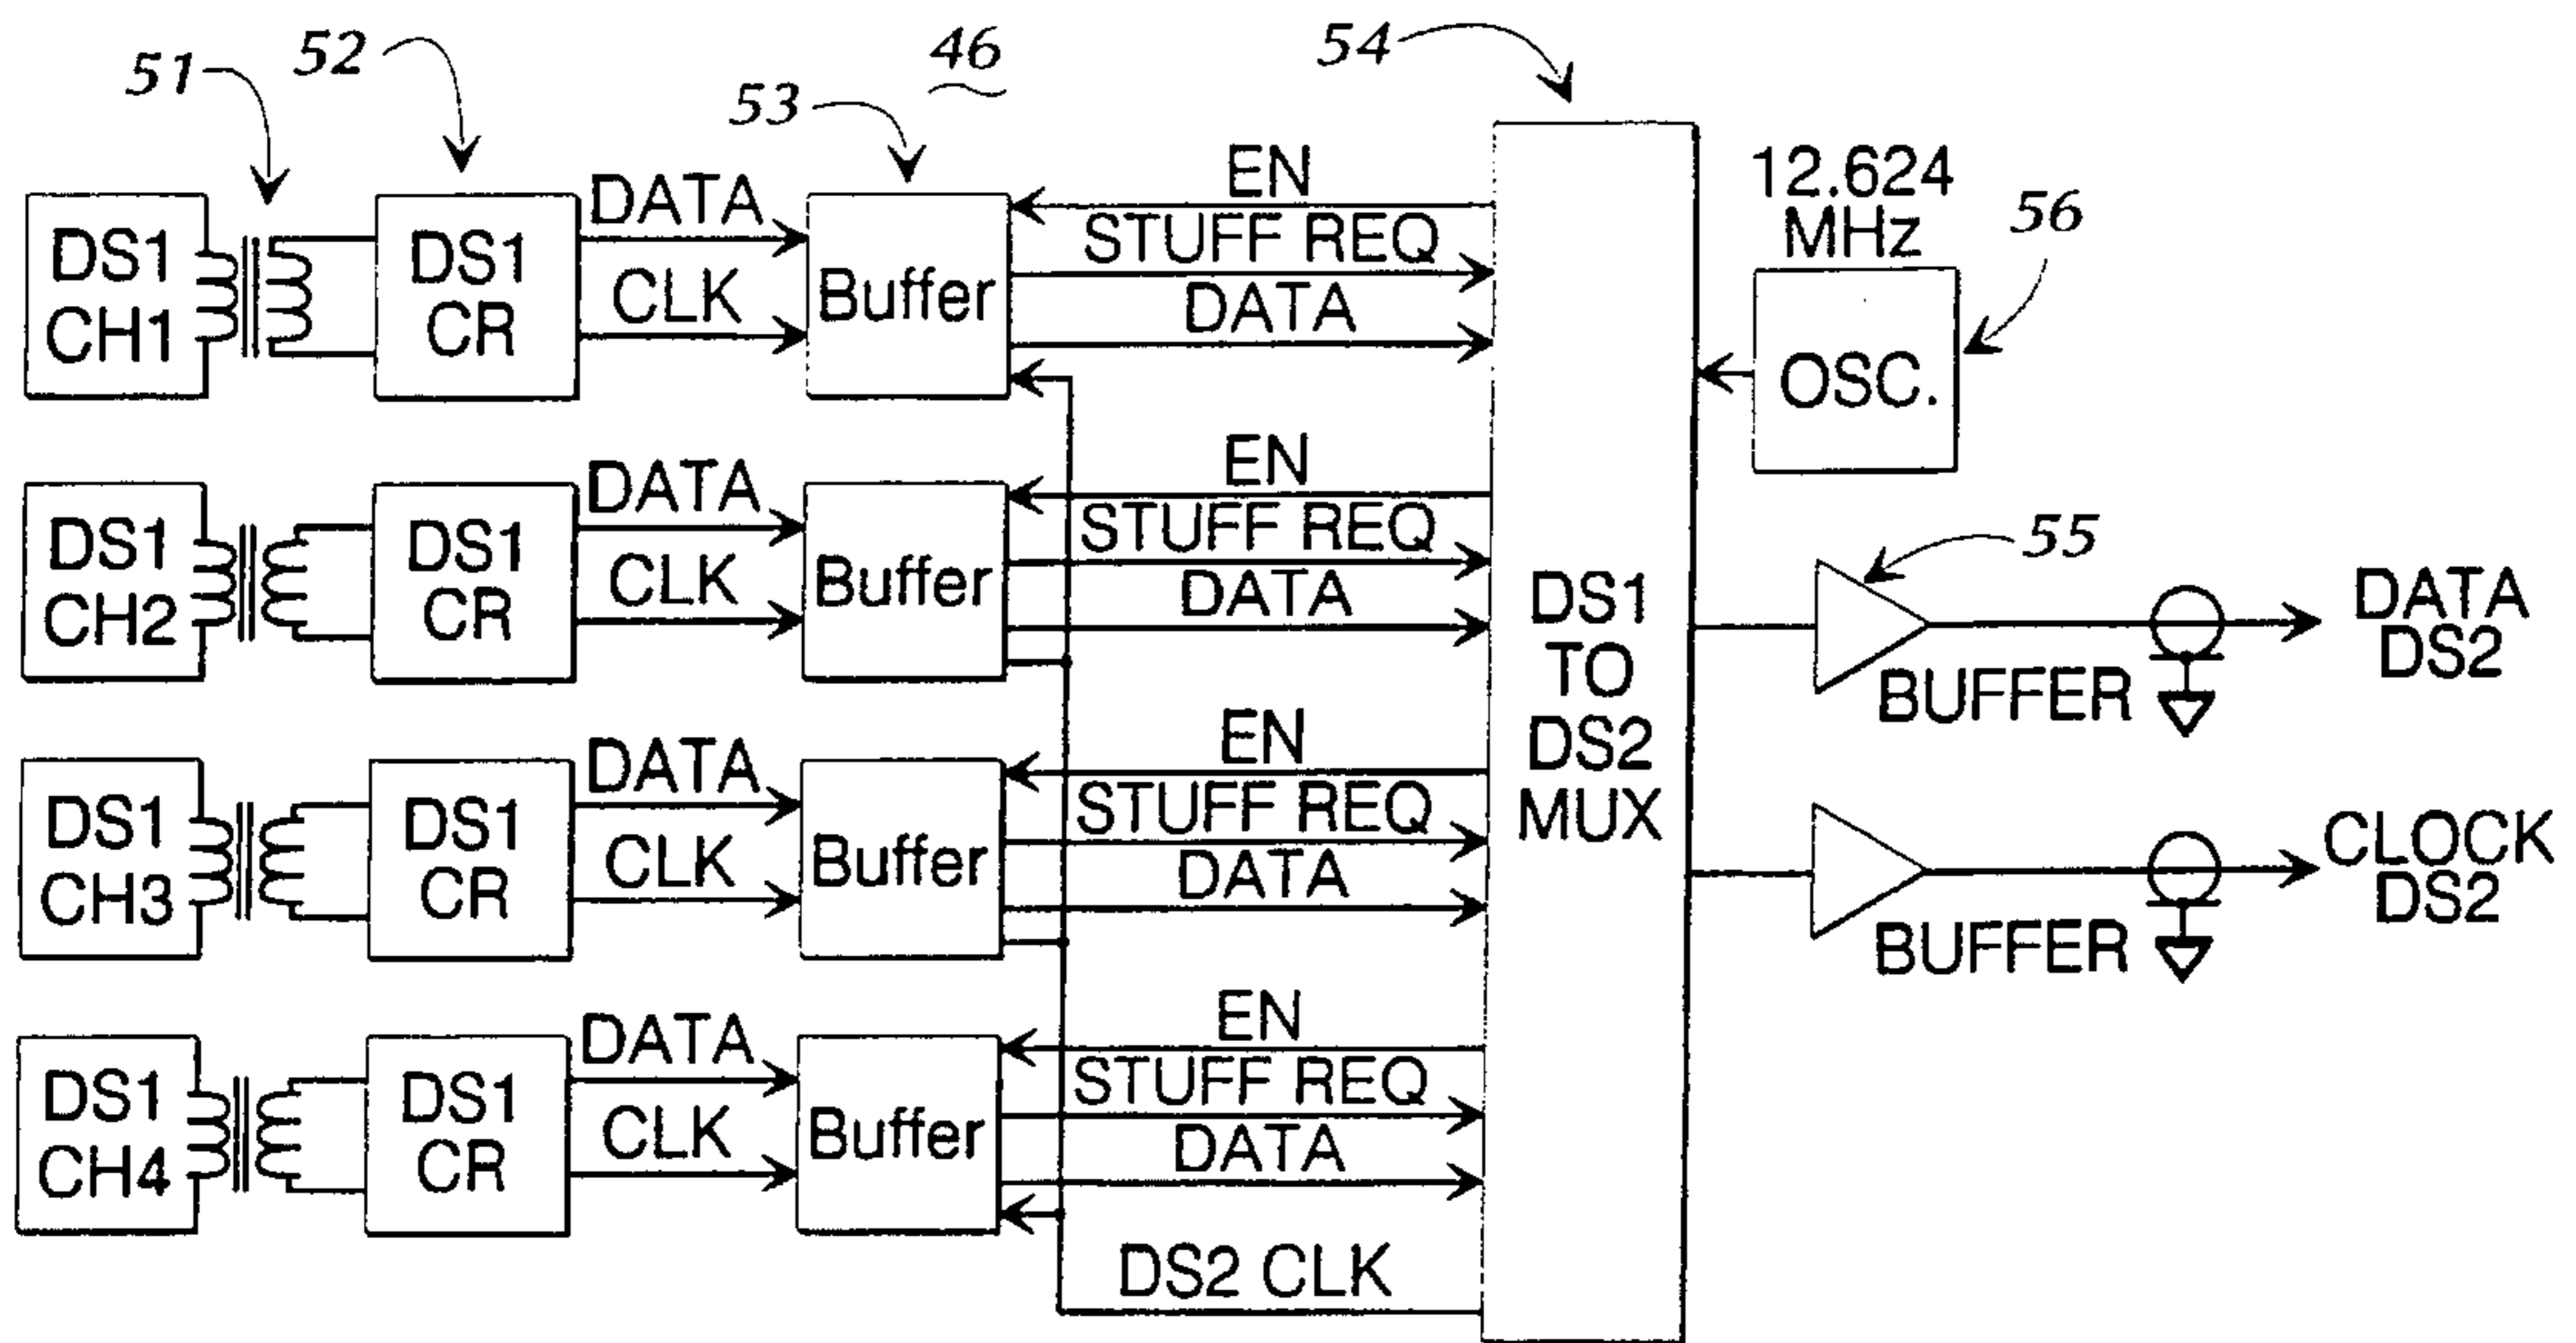 51
52
53
46
54
DS1
CH1
DS1
CR
DATA
CLK
Buffer
EN
STUFF REQ
DATA
12.624
MHz
56
OSC.
DS1
CH2
DS1
CR
DATA
CLK
Buffer
EN
STUFF REQ
DATA
DS1
TO
DS2
MUX
55
BUFFER
DATA
DS2
DS1
CH3
DS1
CR
DATA
CLK
Buffer
EN
STUFF REQ
DATA
BUFFER
CLOCK
DS2
DS1
CH4
DS1
CR
DATA
CLK
Buffer
EN
STUFF REQ
DATA
DS2 CLK